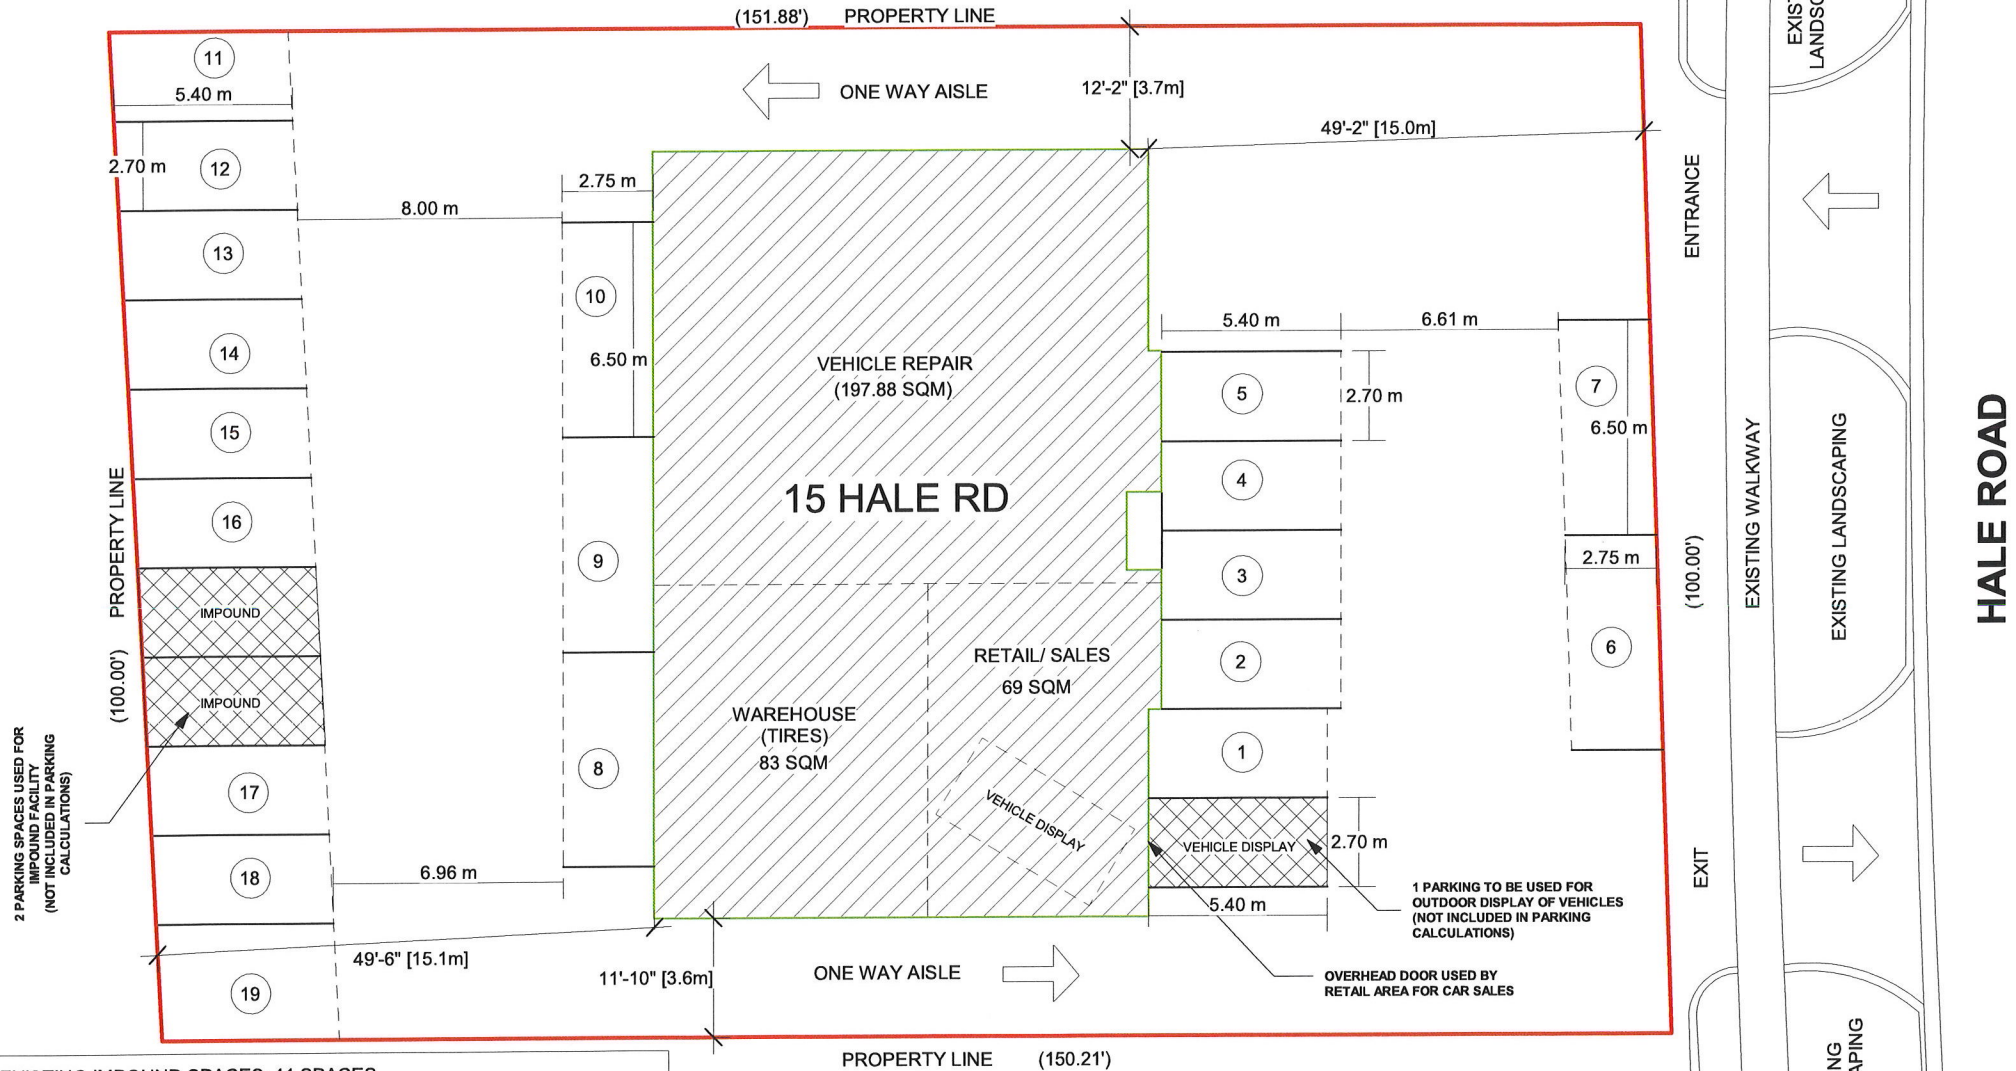 (151.88') PROPERTY LINE
11
5.40 m
2.70 m
12
13
14
15
16
IMPOUND
IMPOUND
17
18
19
8.00 m
6.96 m
49'-6" [15.1m]
PROPERTY LINE
(100.00')
2 PARKING SPACES USED FOR
IMPOUND FACILITY
(NOT INCLUDED IN PARKING
CALCULATIONS)
ONE WAY AISLE
12'-2" [3.7m]
49'-2" [15.0m]
2.75 m
10
6.50 m
9
8
VEHICLE REPAIR
(197.88 SQM)
15 HALE RD
RETAIL/ SALES
69 SQM
WAREHOUSE
(TIRES)
83 SQM
VEHICLE DISPLAY
5.40 m
6.61 m
5
2.70 m
4
3
2
1
VEHICLE DISPLAY
2.70 m
5.40 m
7
6.50 m
2.75 m
6
1 PARKING TO BE USED FOR
OUTDOOR DISPLAY OF VEHICLES
(NOT INCLUDED IN PARKING
CALCULATIONS)
OVERHEAD DOOR USED BY
RETAIL AREA FOR CAR SALES
11'-10" [3.6m]
ONE WAY AISLE
PROPERTY LINE (150.21')
ENTRANCE
(100.00')
EXIT
EXISTING WALKWAY
EXISTING LANDSCAPING
HALE ROAD